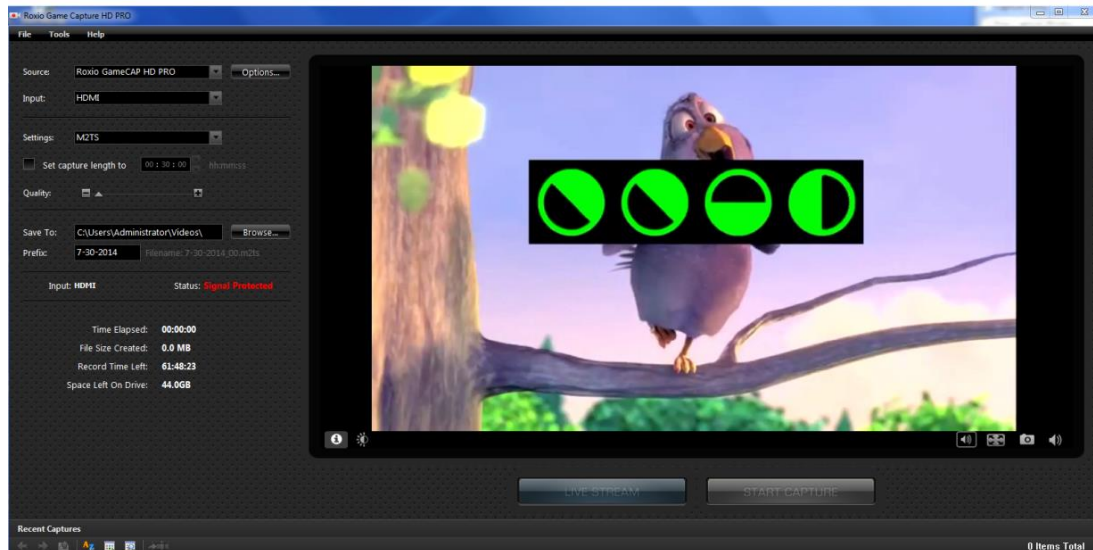 Roxio Game Capture HD PRO
File Tools Help
Source: Roxio GameCAP HD PRO Options...
Input: HDMI
Settings: M2TS
Set capture length to 00 : 30 : 00 hh:mm:ss
Quality:
Save To: C:\Users\Administrator\Videos\ Browse...
Prefix: 7-30-2014 Filename: 7-30-2014_00.m2ts
Input: HDMI Status: Signal Protected
Time Elapsed: 00:00:00
File Size Created: 0.0 MB
Record Time Left: 61:48:23
Space Left On Drive: 44.0GB
LIVE STREAM START CAPTURE
Recent Captures
0 Items Total